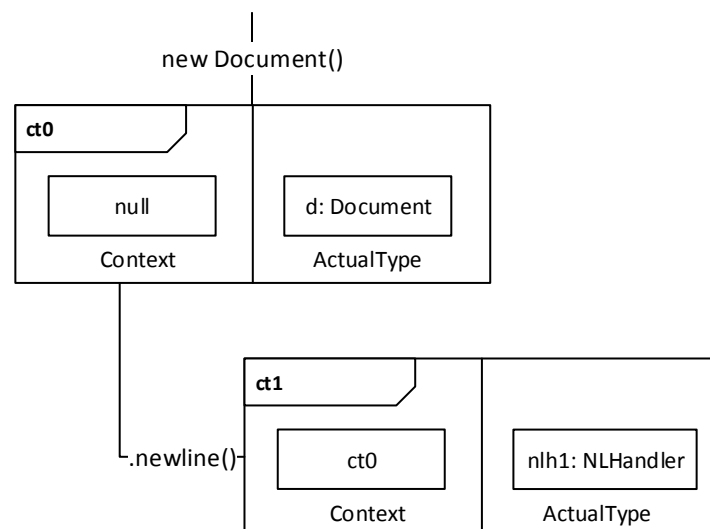 new Document()
ct0
null
d: Document
Context
ActualType
ct1
.newline()
ct0
nlh1: NLHandler
Context
ActualType